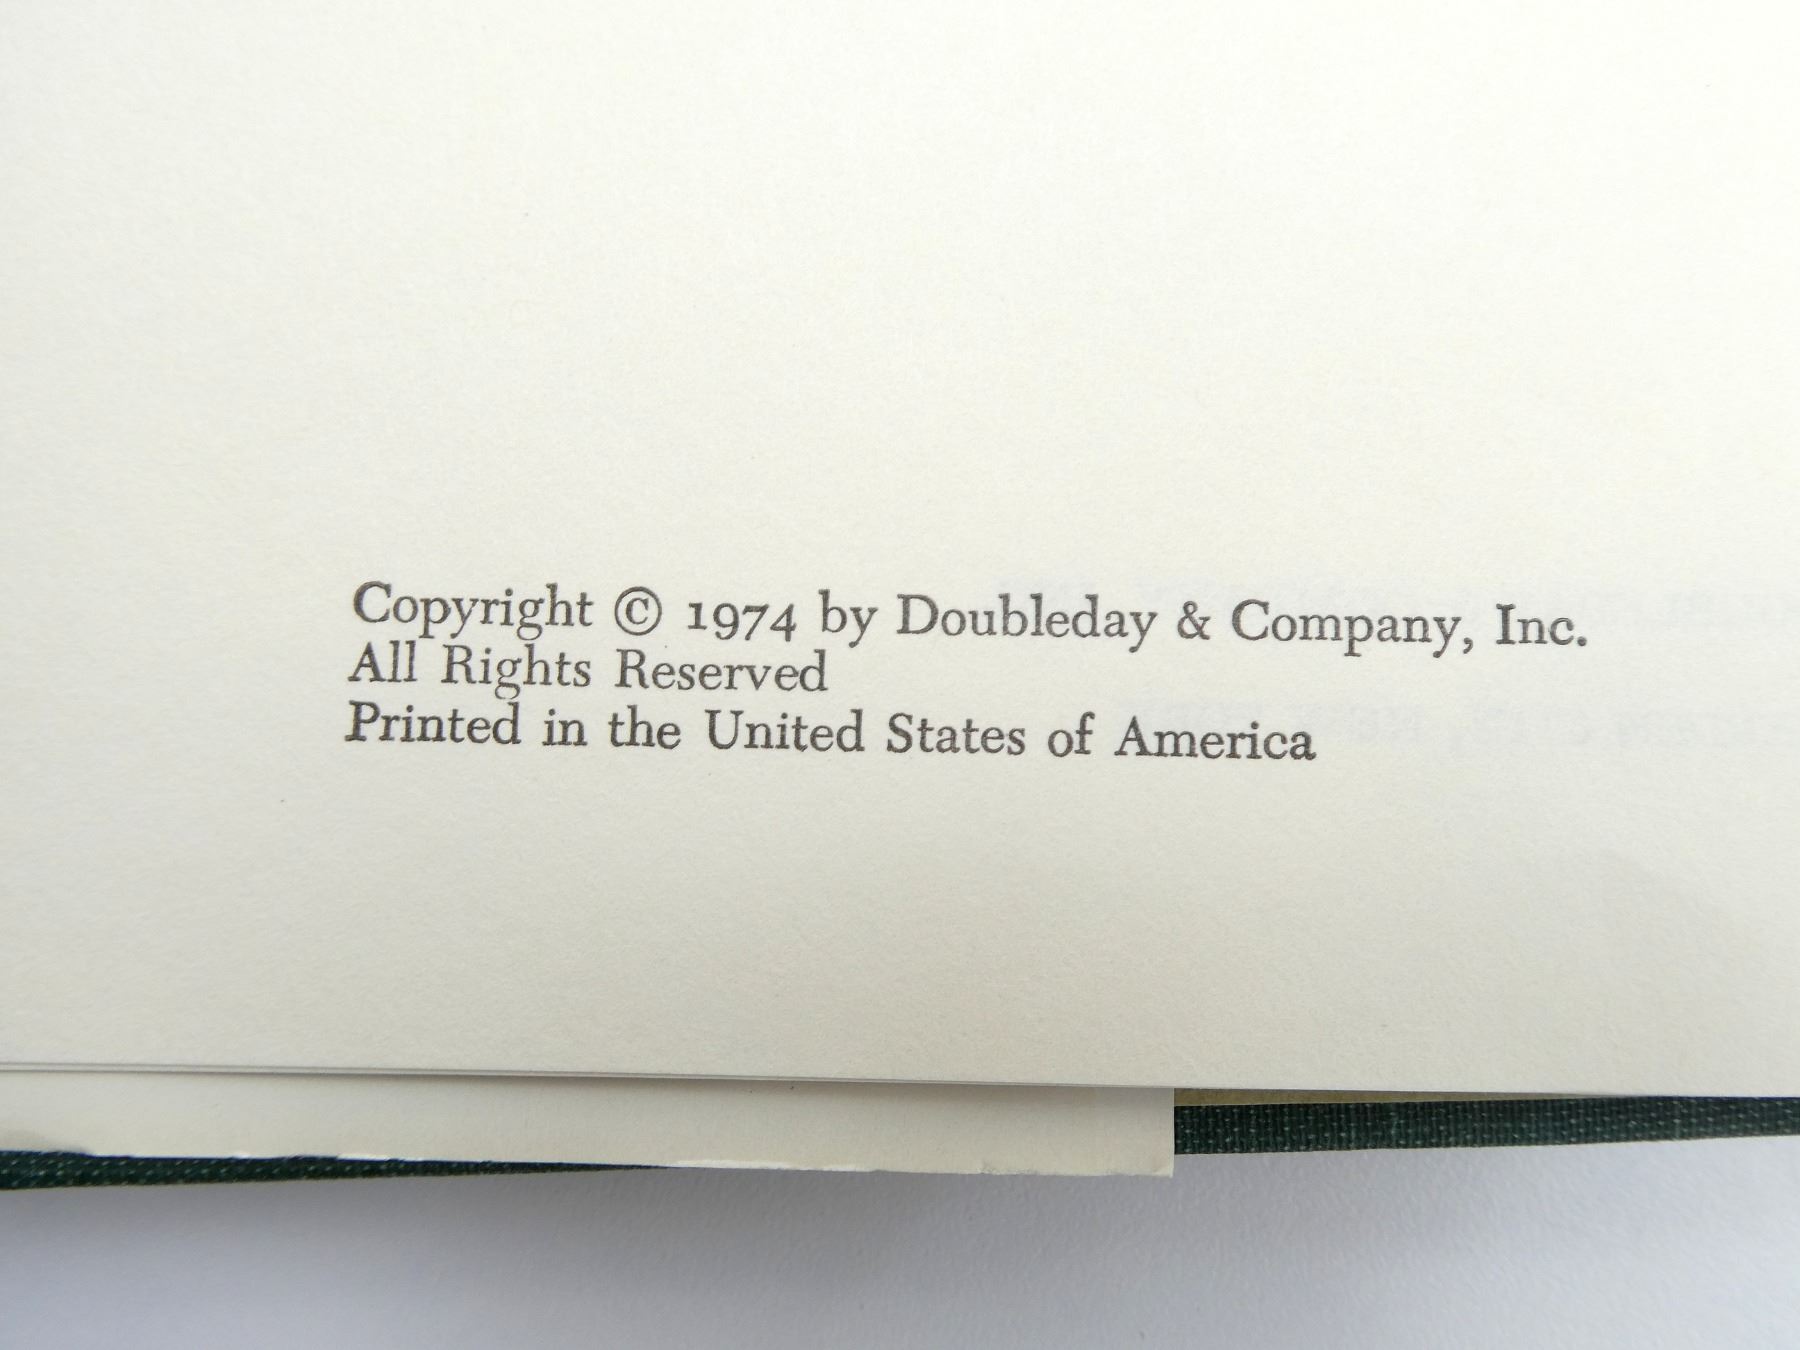 Copyright © 1974 by Doubleday & Company, Inc.
All Rights Reserved
Printed in the United States of America